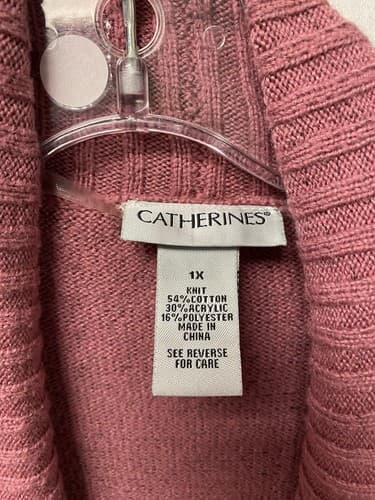 CATHERINES®
1X
KNIT
54%COTTON
30%ACRYLIC
16%POLYESTER
MADE IN
CHINA
SEE REVERSE
FOR CARE